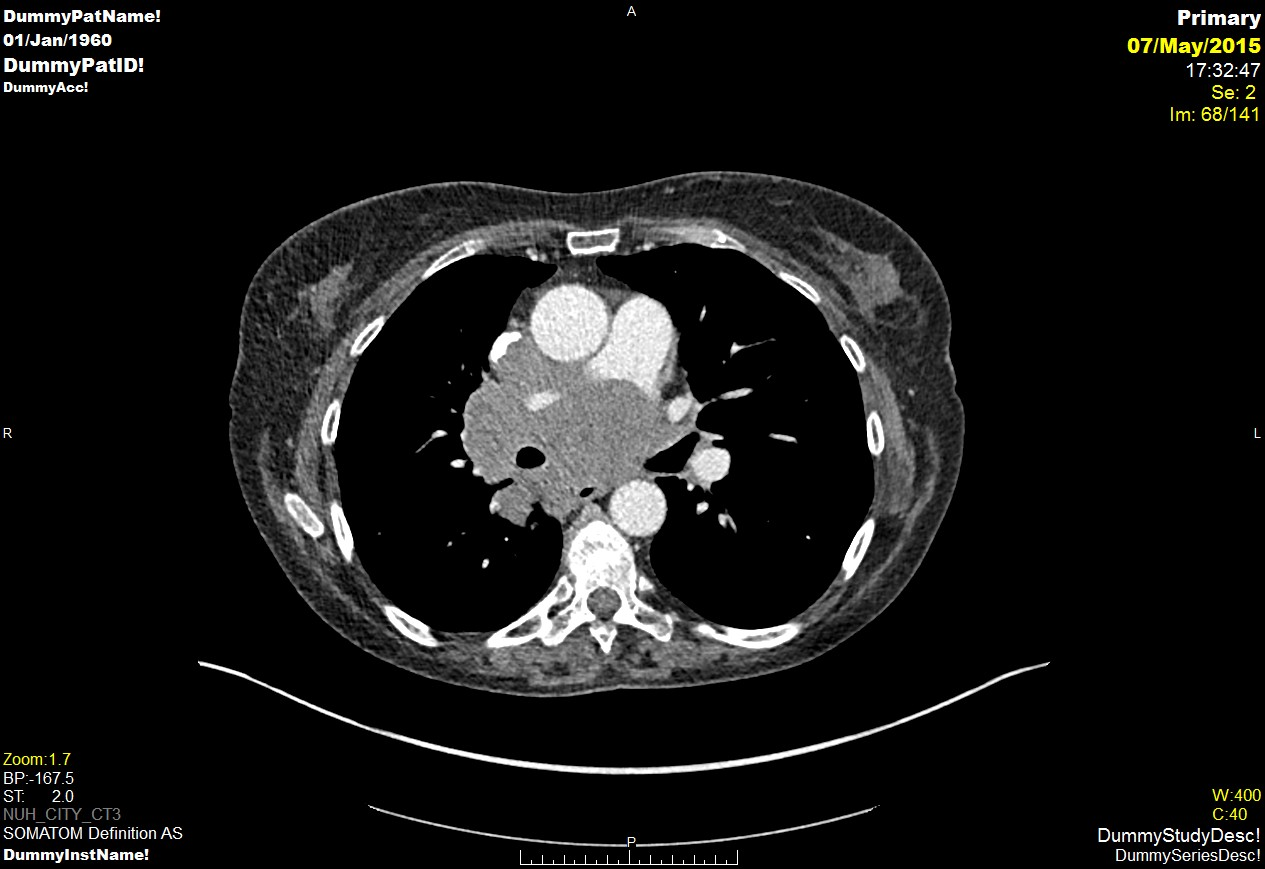 DummyPatName!
01/Jan/1960
DummyPatID!
DummyAcc!
A
Primary
07/May/2015
17:32:47
Se: 2
Im: 68/141
R
L
Zoom:1.7
BP:-167.5
ST: 2.0
NUH_CITY_CT3
SOMATOM Definition AS
DummyInstName!
P
W:400
C:40
DummyStudyDesc!
DummySeriesDesc!